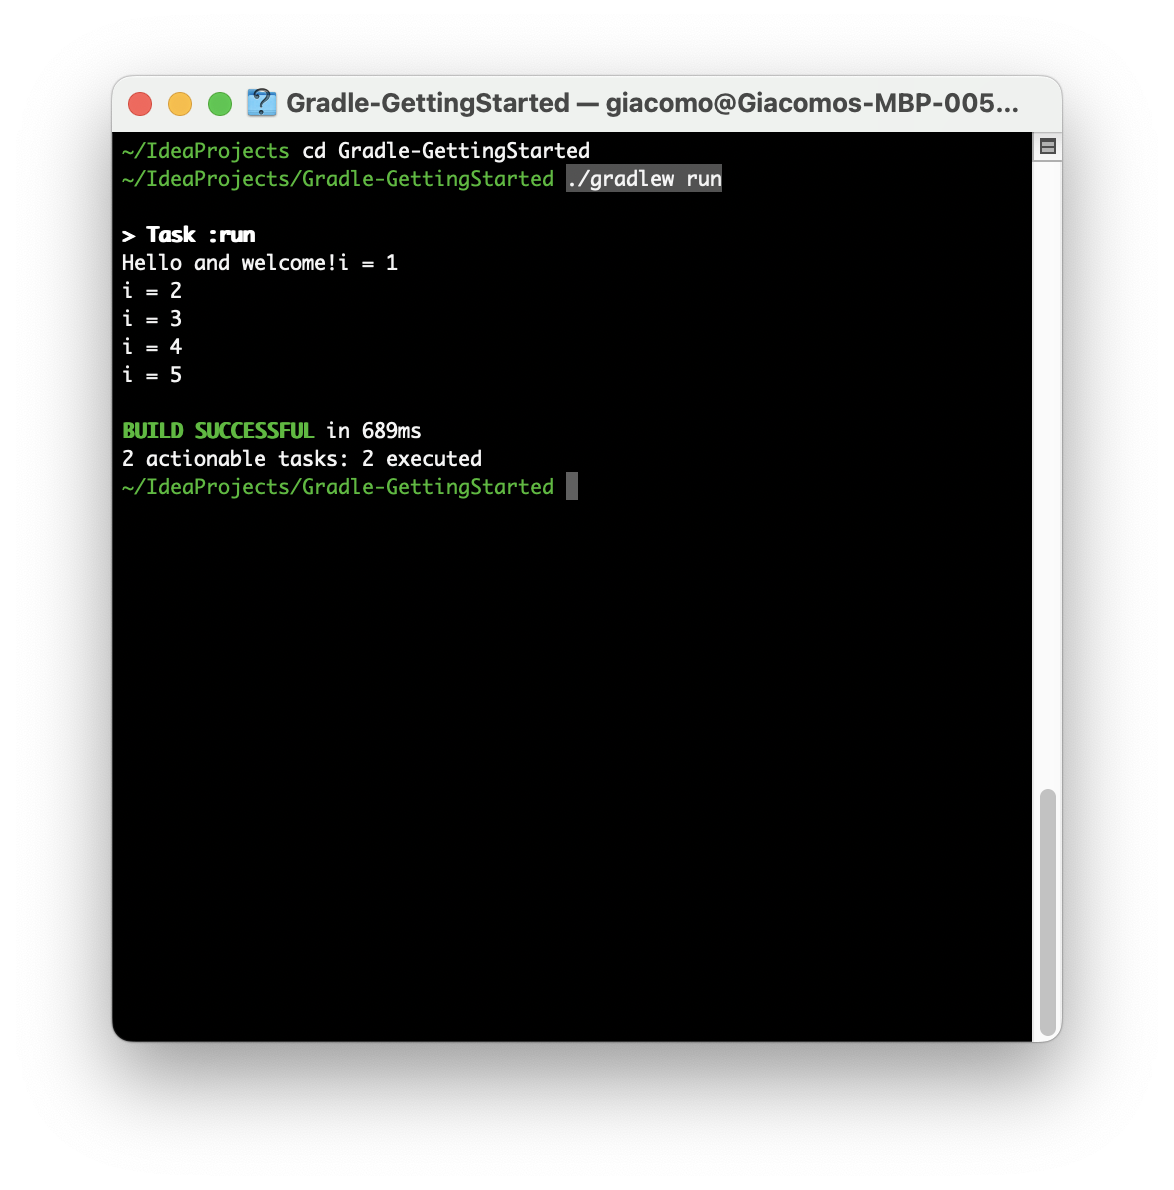 Gradle-GettingStarted — giacomo@Giacomos-MBP-005...
~/IdeaProjects cd Gradle-GettingStarted
~/IdeaProjects/Gradle-GettingStarted ./gradlew run
> Task :run
Hello and welcome!i = 1
i = 2
i = 3
i = 4
i = 5
BUILD SUCCESSFUL in 689ms
2 actionable tasks: 2 executed
~/IdeaProjects/Gradle-GettingStarted